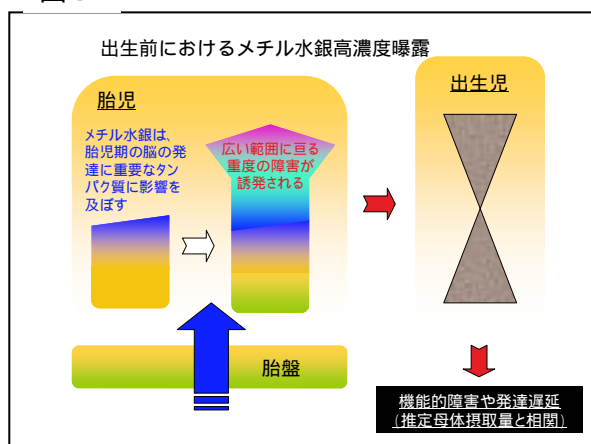 出生前におけるメチル水銀高濃度曝露
胎児
メチル水銀は、
胎児期の脳の発
達に重要なタン
パク質に影響を
及ぼす
広い範囲に亘る
重度の障害が
誘発される
胎盤
出生児
機能的障害や発達遅延
(推定母体摂取量と相関)